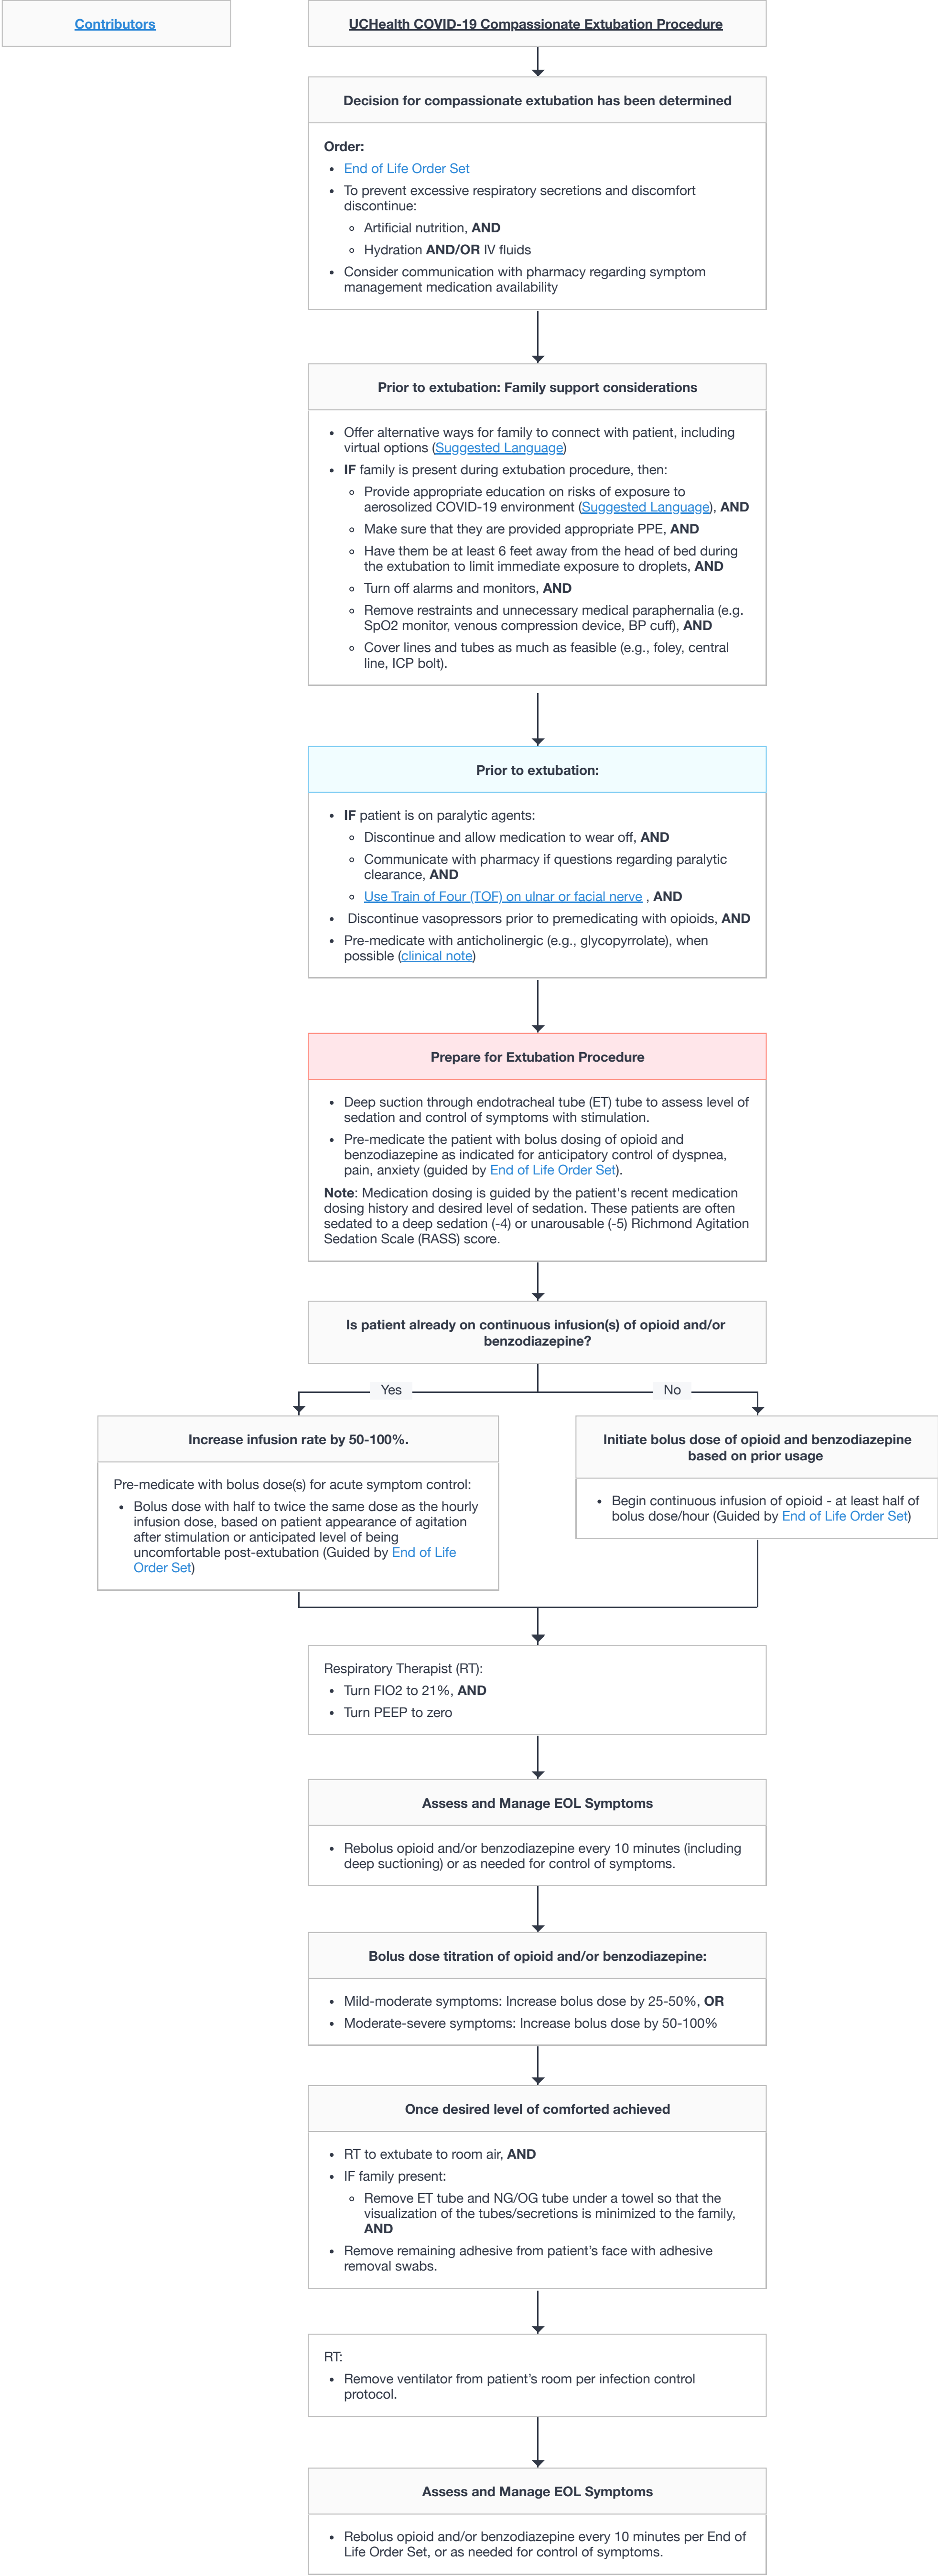 Contributors
UCHealth COVID-19 Compassionate Extubation Procedure
Decision for compassionate extubation has been determined
Order:
• End of Life Order Set
• To prevent excessive respiratory secretions and discomfort
discontinue:
◦ Artificial nutrition, AND
◦ Hydration AND/OR IV fluids
• Consider communication with pharmacy regarding symptom
management medication availability
Prior to extubation: Family support considerations
• Offer alternative ways for family to connect with patient, including
virtual options (Suggested Language)
• IF family is present during extubation procedure, then:
◦ Provide appropriate education on risks of exposure to
aerosolized COVID-19 environment (Suggested Language), AND
◦ Make sure that they are provided appropriate PPE, AND
◦ Have them be at least 6 feet away from the head of bed during
the extubation to limit immediate exposure to droplets, AND
◦ Turn off alarms and monitors, AND
◦ Remove restraints and unnecessary medical paraphernalia (e.g.
SpO2 monitor, venous compression device, BP cuff), AND
◦ Cover lines and tubes as much as feasible (e.g., foley, central
line, ICP bolt).
Prior to extubation:
• IF patient is on paralytic agents:
◦ Discontinue and allow medication to wear off, AND
◦ Communicate with pharmacy if questions regarding paralytic
clearance, AND
◦ Use Train of Four (TOF) on ulnar or facial nerve , AND
• Discontinue vasopressors prior to premedicating with opioids, AND
• Pre-medicate with anticholinergic (e.g., glycopyrrolate), when
possible (clinical note)
Prepare for Extubation Procedure
• Deep suction through endotracheal tube (ET) tube to assess level of
sedation and control of symptoms with stimulation.
• Pre-medicate the patient with bolus dosing of opioid and
benzodiazepine as indicated for anticipatory control of dyspnea,
pain, anxiety (guided by End of Life Order Set).
Note: Medication dosing is guided by the patient's recent medication
dosing history and desired level of sedation. These patients are often
sedated to a deep sedation (-4) or unarousable (-5) Richmond Agitation
Sedation Scale (RASS) score.
Is patient already on continuous infusion(s) of opioid and/or
benzodiazepine?
Yes
No
Increase infusion rate by 50-100%.
Pre-medicate with bolus dose(s) for acute symptom control:
• Bolus dose with half to twice the same dose as the hourly
infusion dose, based on patient appearance of agitation
after stimulation or anticipated level of being
uncomfortable post-extubation (Guided by End of Life
Order Set)
Initiate bolus dose of opioid and benzodiazepine
based on prior usage
• Begin continuous infusion of opioid - at least half of
bolus dose/hour (Guided by End of Life Order Set)
Respiratory Therapist (RT):
• Turn FIO2 to 21%, AND
• Turn PEEP to zero
Assess and Manage EOL Symptoms
• Rebolus opioid and/or benzodiazepine every 10 minutes (including
deep suctioning) or as needed for control of symptoms.
Bolus dose titration of opioid and/or benzodiazepine:
• Mild-moderate symptoms: Increase bolus dose by 25-50%, OR
• Moderate-severe symptoms: Increase bolus dose by 50-100%
Once desired level of comforted achieved
• RT to extubate to room air, AND
• IF family present:
◦ Remove ET tube and NG/OG tube under a towel so that the
visualization of the tubes/secretions is minimized to the family,
AND
• Remove remaining adhesive from patient’s face with adhesive
removal swabs.
RT:
• Remove ventilator from patient’s room per infection control
protocol.
Assess and Manage EOL Symptoms
• Rebolus opioid and/or benzodiazepine every 10 minutes per End of
Life Order Set, or as needed for control of symptoms.